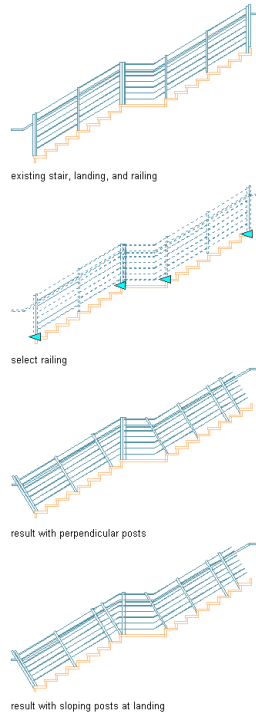 existing stair, landing, and railing
select railing
result with perpendicular posts
result with sloping posts at landing